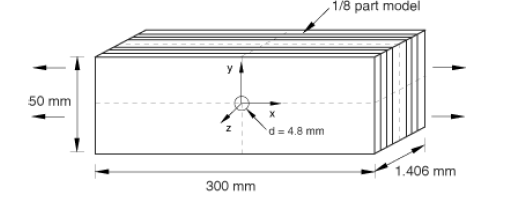 1/8 part model
y
50 mm
x
z
d = 4.8 mm
1.406 mm
300 mm